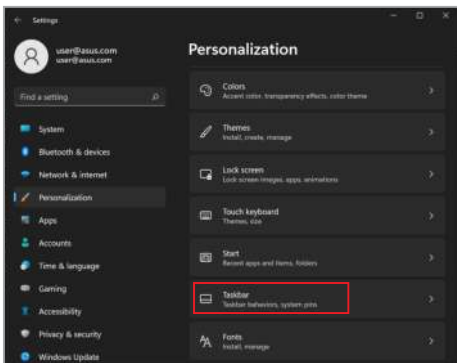 Settings
user@asus.com
user@asus.com
Find a setting
System
Bluetooth & devices
Network & internet
Personalization
Apps
Accounts
Time & language
Gaming
Accessibility
Privacy & security
Windows Update
Personalization
Colors
Accent color, transparency effects, color theme
Themes
Install, create, manage
Lock screen
Lock screen images, apps, animations
Touch keyboard
Themes, size
Start
Recent apps and items, folders
Taskbar
Taskbar behaviors, system pins
Fonts
Install, manage